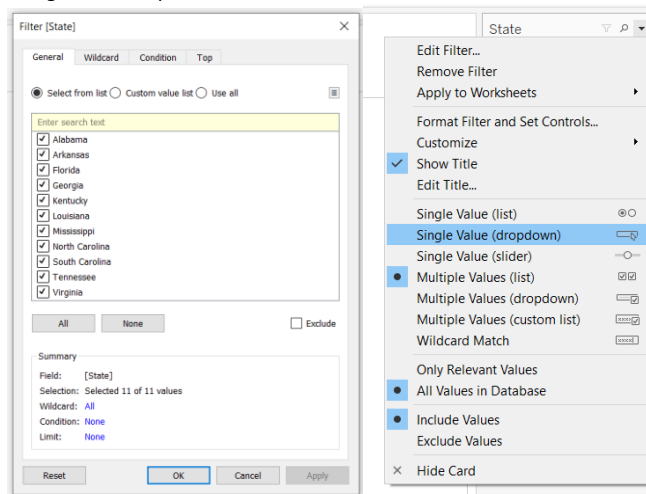 Filter [State]
General Wildcard Condition Top
Select from list Custom value list Use all
Enter search text
Alabama
Arkansas
Florida
Georgia
Kentucky
Louisiana
Mississippi
North Carolina
South Carolina
Tennessee
Virginia
All None Exclude
Summary
Field: [State]
Selection: Selected 11 of 11 values
Wildcard: All
Condition: None
Limit: None
Reset OK Cancel Apply
State
Edit Filter...
Remove Filter
Apply to Worksheets
Format Filter and Set Controls...
Customize
Show Title
Edit Title...
Single Value (list)
Single Value (dropdown)
Single Value (slider)
Multiple Values (list)
Multiple Values (dropdown)
Multiple Values (custom list)
Wildcard Match
Only Relevant Values
All Values in Database
Include Values
Exclude Values
Hide Card